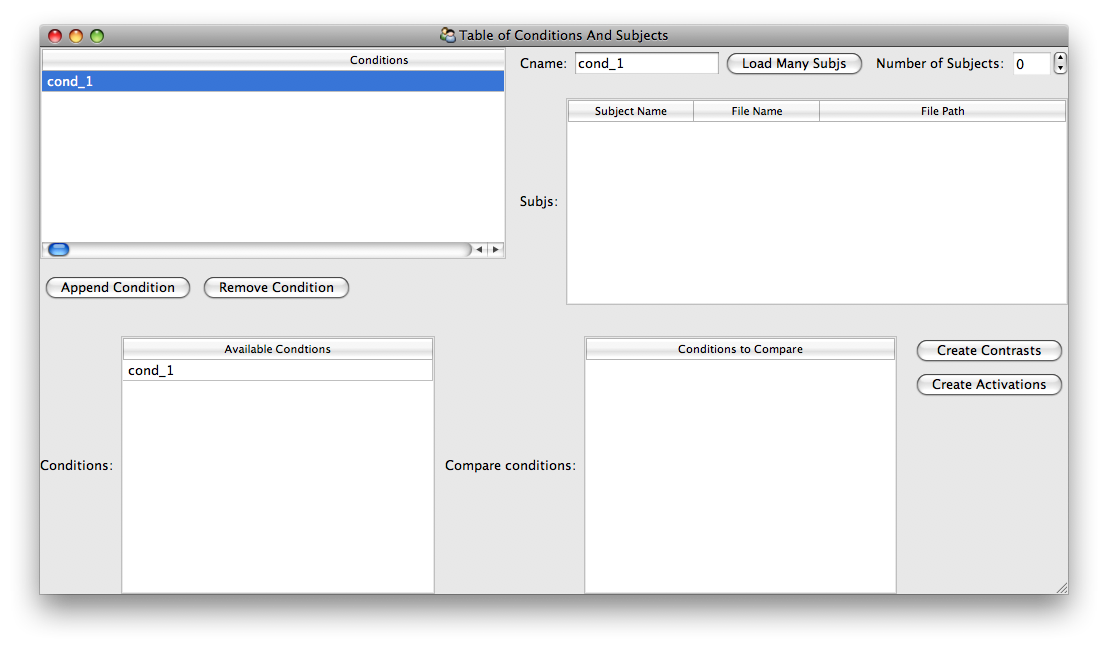 Table of Conditions And Subjects
Conditions
cond_1
Cname: cond_1 Load Many Subjs Number of Subjects: 0
Subject Name File Name File Path
Subjs:
Append Condition Remove Condition
Available Condtions
cond_1
Conditions:
Conditions to Compare
Compare conditions:
Create Contrasts
Create Activations